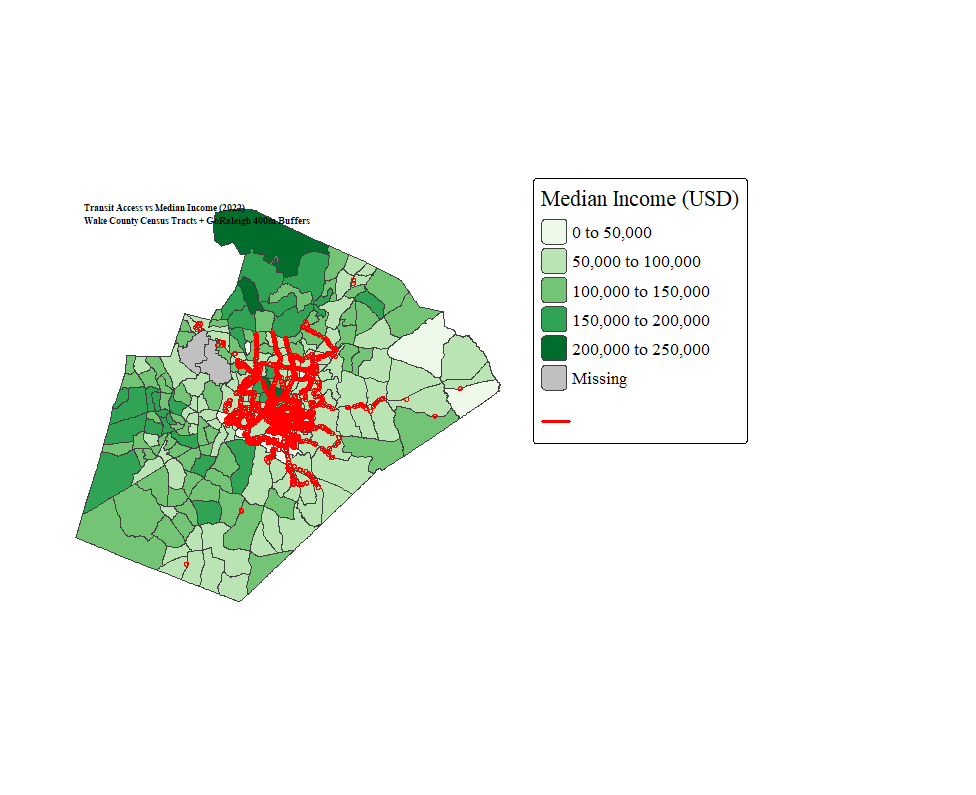 Transit Access vs Median Income (2022)
Wake County Census Tracts + GoRaleigh 400m Buffers
Median Income (USD)
0 to 50,000
50,000 to 100,000
100,000 to 150,000
150,000 to 200,000
200,000 to 250,000
Missing